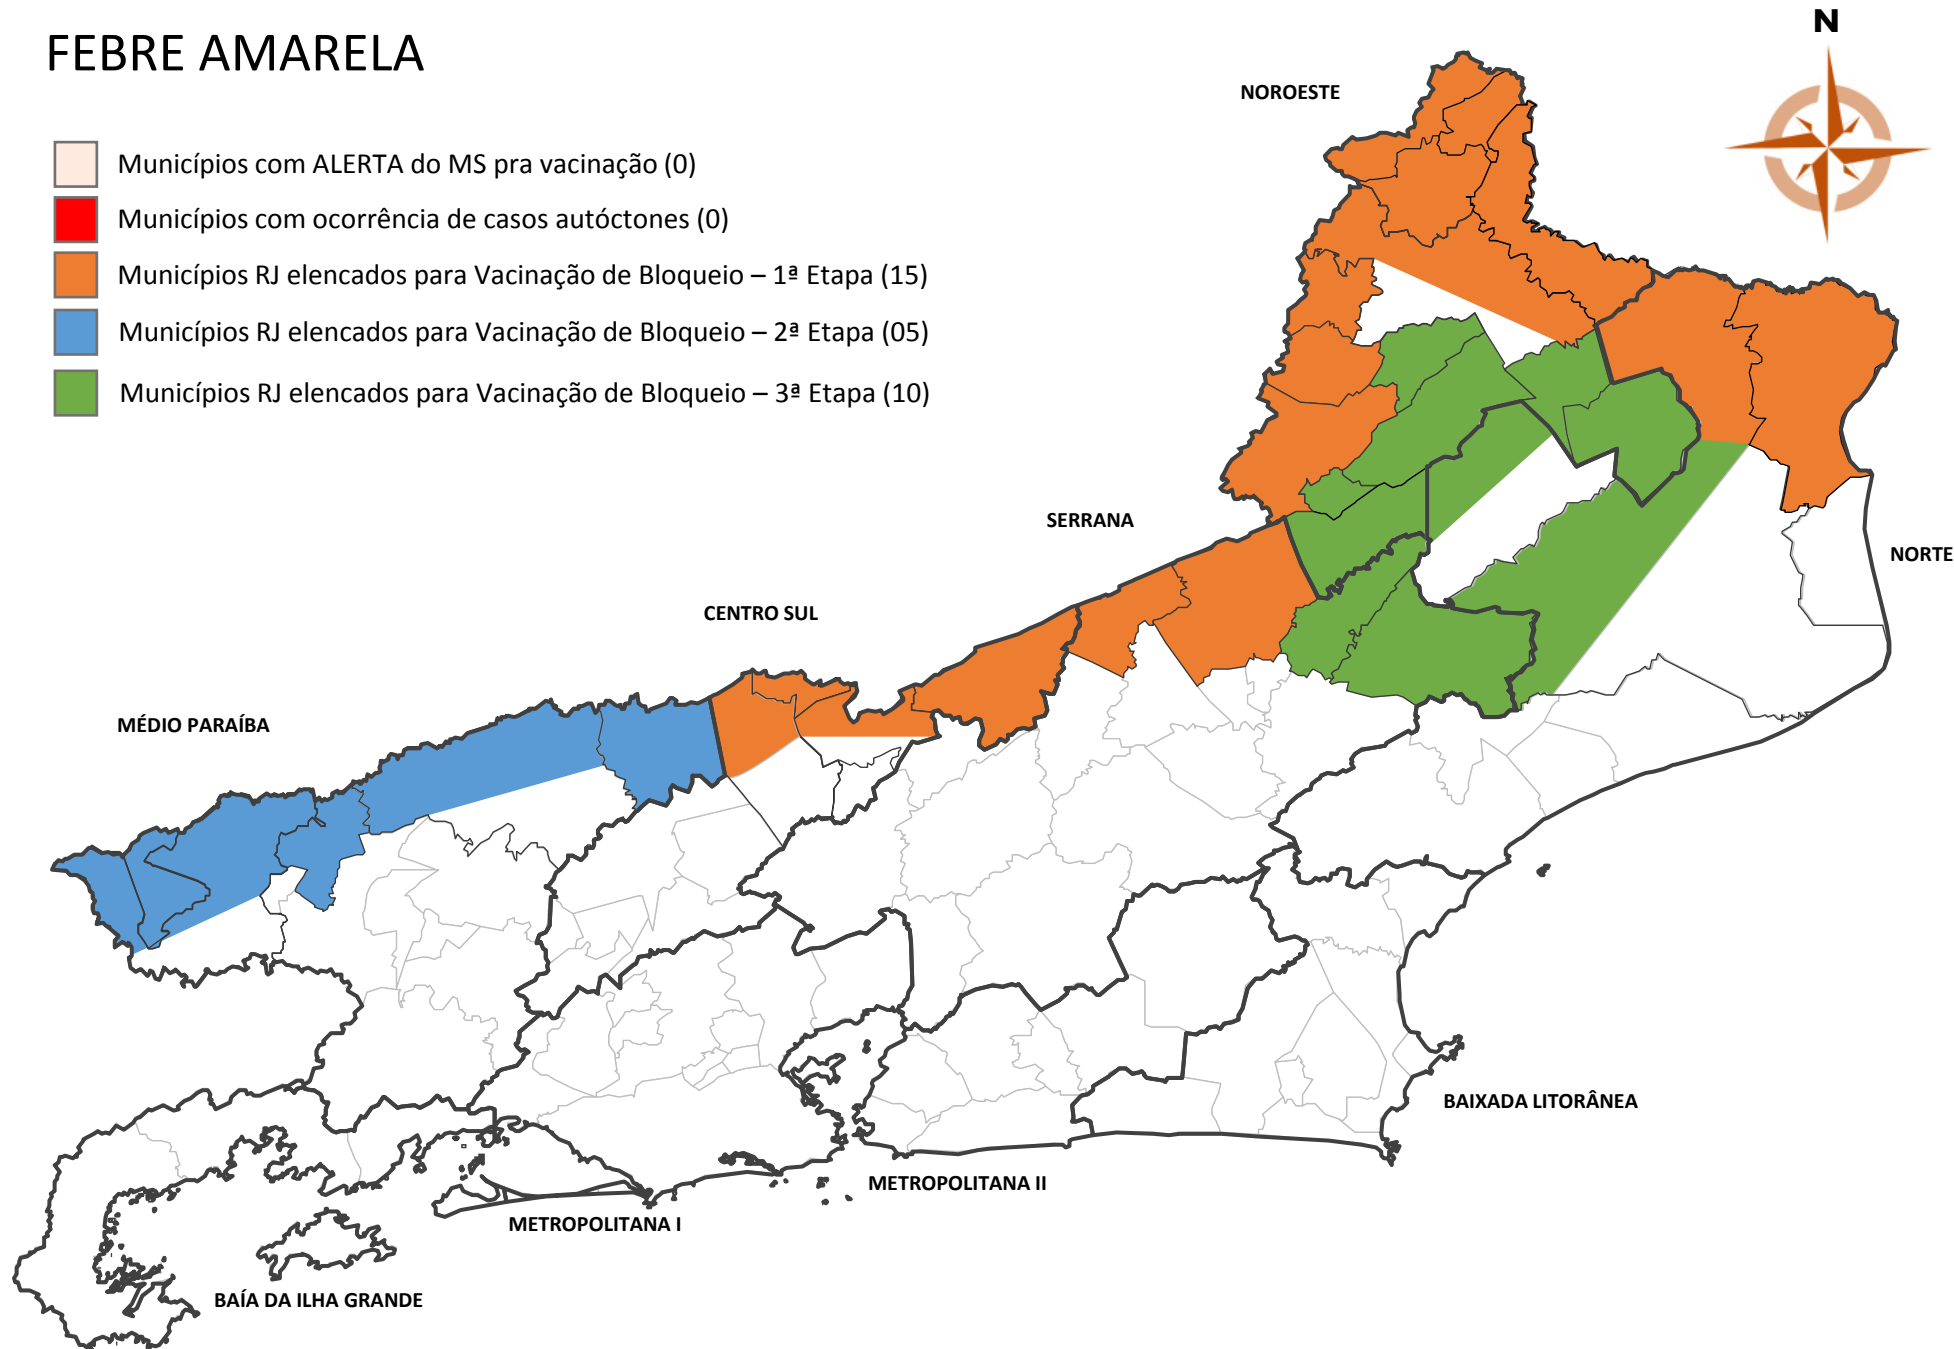 FEBRE AMARELA
Municípios com ALERTA do MS pra vacinação (0)
Municípios com ocorrência de casos autóctones (0)
Municípios RJ elencados para Vacinação de Bloqueio – 1ª Etapa (15)
Municípios RJ elencados para Vacinação de Bloqueio – 2ª Etapa (05)
Municípios RJ elencados para Vacinação de Bloqueio – 3ª Etapa (10)
N
NOROESTE
SERRANA
NORTE
CENTRO SUL
MÉDIO PARAÍBA
BAIXADA LITORÂNEA
METROPOLITANA II
METROPOLITANA I
BAÍA DA ILHA GRANDE